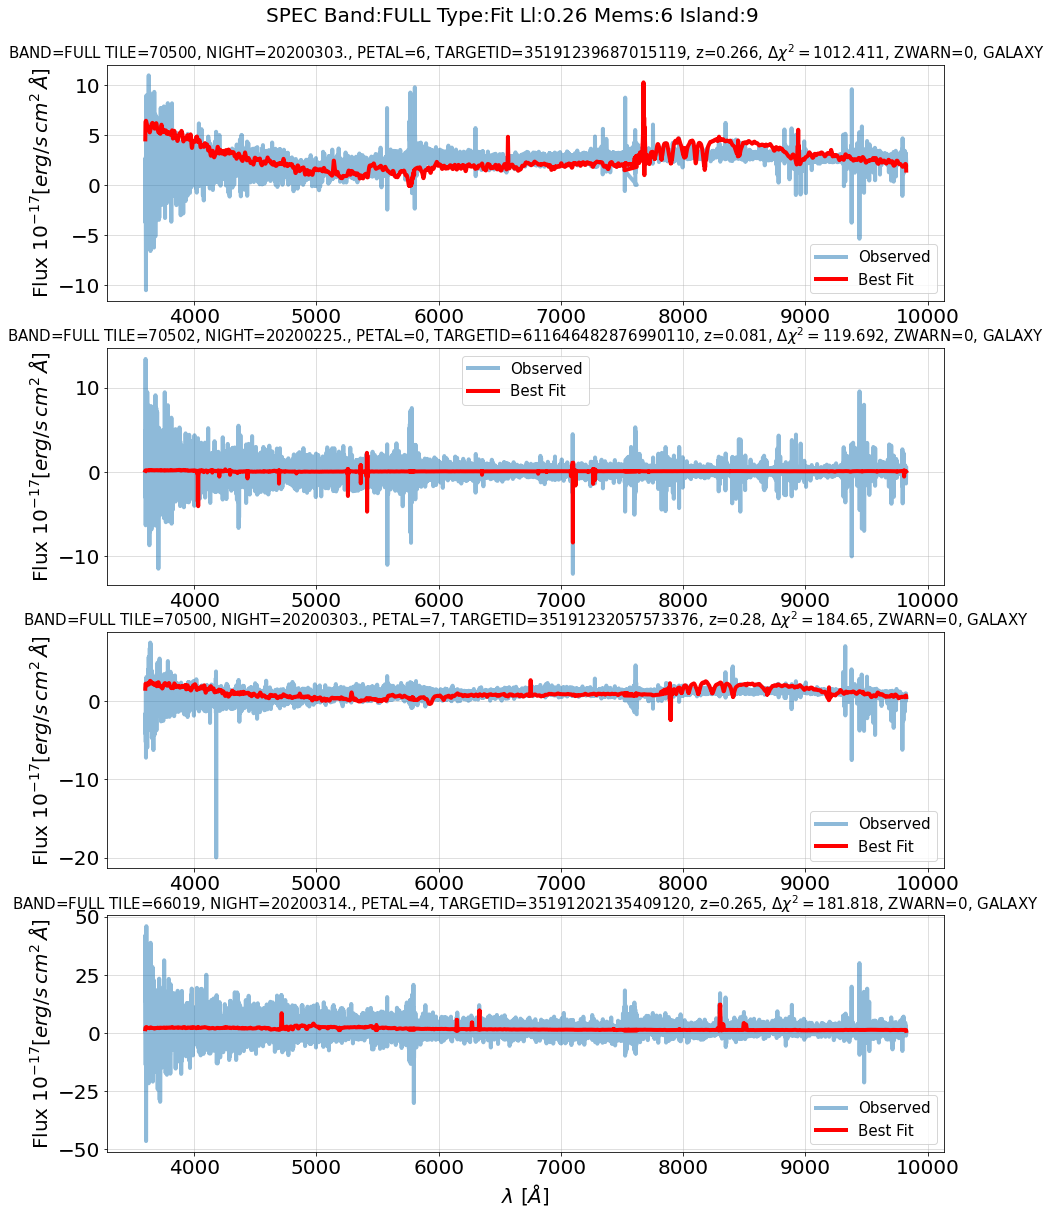 SPEC Band:FULL Type:Fit Ll:0.26 Mems:6 Island:9
BAND=FULL TILE=70500, NIGHT=20200303., PETAL=6, TARGETID=35191239687015119, z=0.266, Δχ² = 1012.411, ZWARN=0, GALAXY
Flux 10⁻¹⁷[erg/s cm² Å]
10
5
0
−5
−10
Observed
Best Fit
4000 5000 6000 7000 8000 9000 10000
BAND=FULL TILE=70502, NIGHT=20200225., PETAL=0, TARGETID=611646482876990110, z=0.081, Δχ² = 119.692, ZWARN=0, GALAXY
Flux 10⁻¹⁷[erg/s cm² Å]
10
0
−10
Observed
Best Fit
4000 5000 6000 7000 8000 9000 10000
BAND=FULL TILE=70500, NIGHT=20200303., PETAL=7, TARGETID=35191232057573376, z=0.28, Δχ² = 184.65, ZWARN=0, GALAXY
Flux 10⁻¹⁷[erg/s cm² Å]
0
−10
−20
Observed
Best Fit
4000 5000 6000 7000 8000 9000 10000
BAND=FULL TILE=66019, NIGHT=20200314., PETAL=4, TARGETID=35191202135409120, z=0.265, Δχ² = 181.818, ZWARN=0, GALAXY
Flux 10⁻¹⁷[erg/s cm² Å]
50
25
0
−25
−50
Observed
Best Fit
4000 5000 6000 7000 8000 9000 10000
λ [Å]